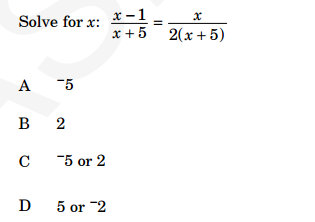 Solve for x: x – 1 / x + 5 = x / 2(x + 5)
A ⁻5
B 2
C ⁻5 or 2
D 5 or ⁻2